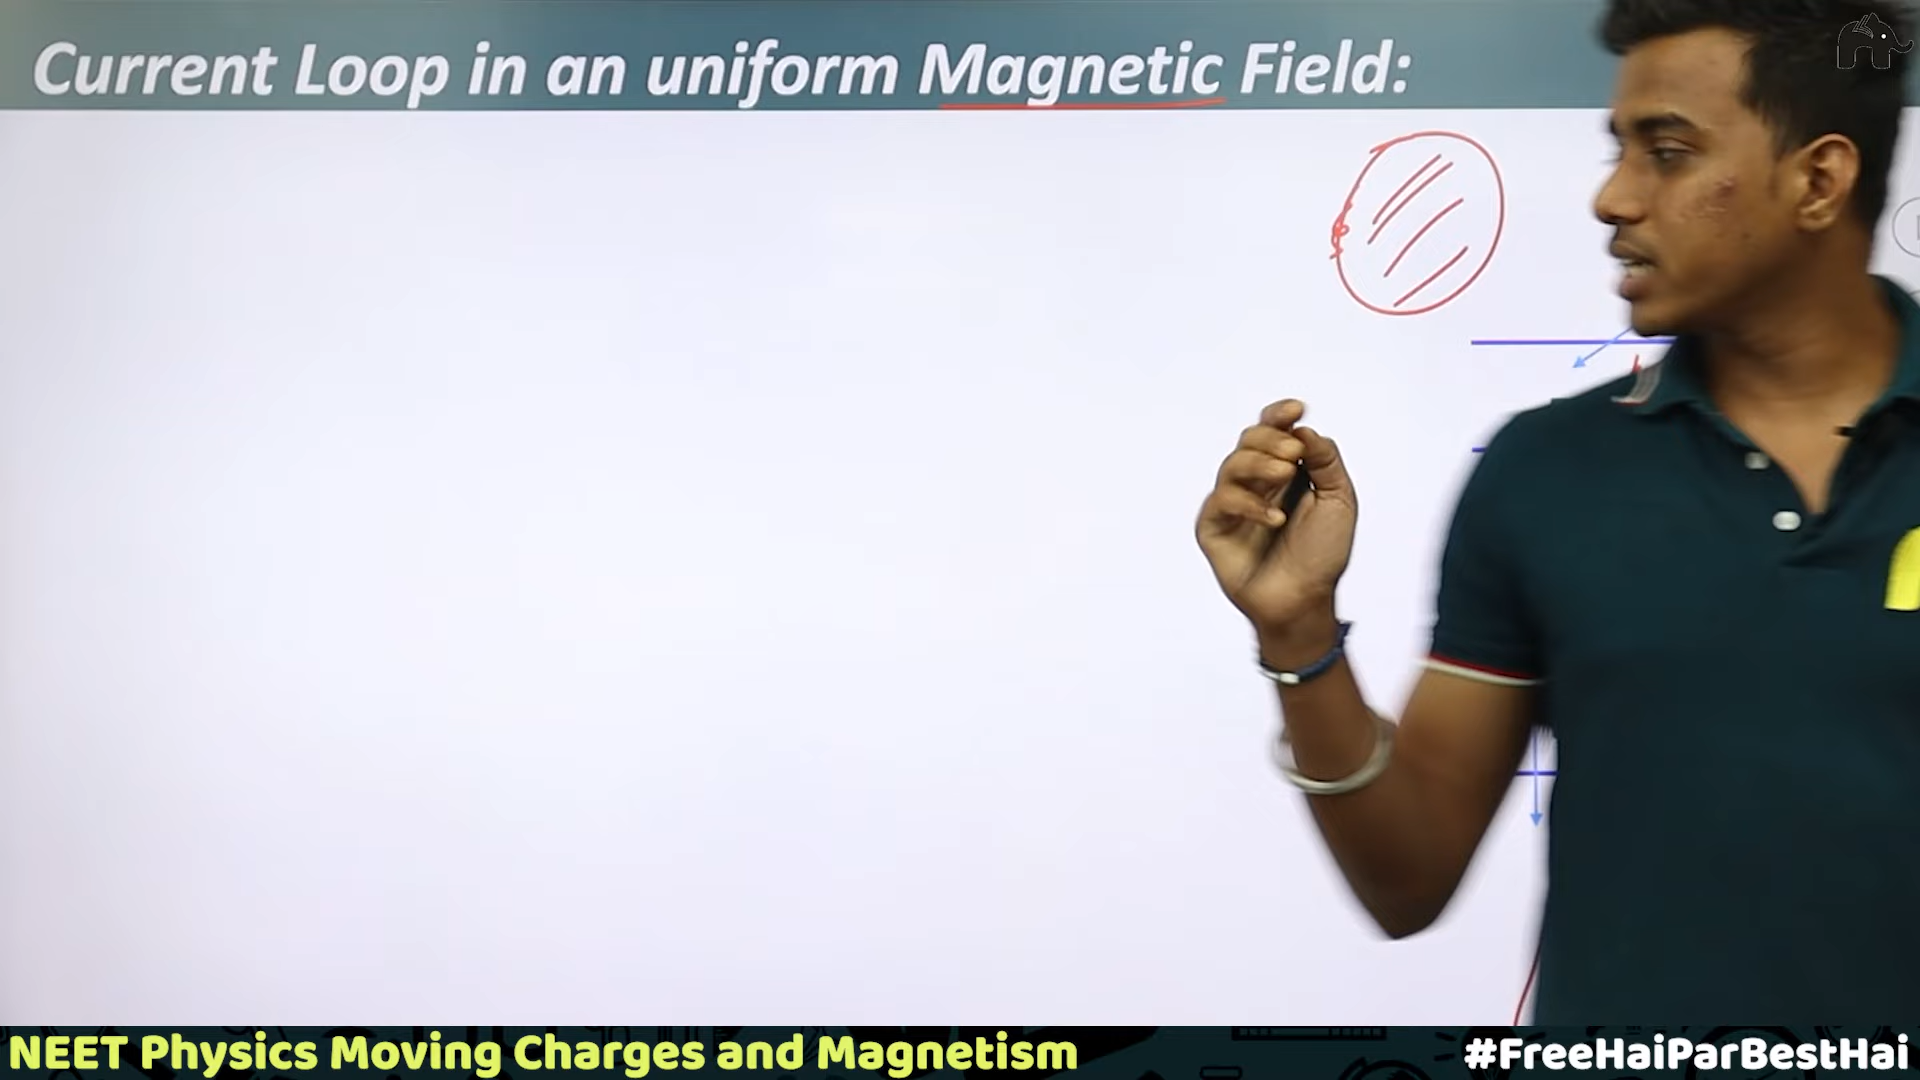 Current Loop in an uniform Magnetic Field:
NEET Physics Moving Charges and Magnetism
#FreeHaiParBestHai